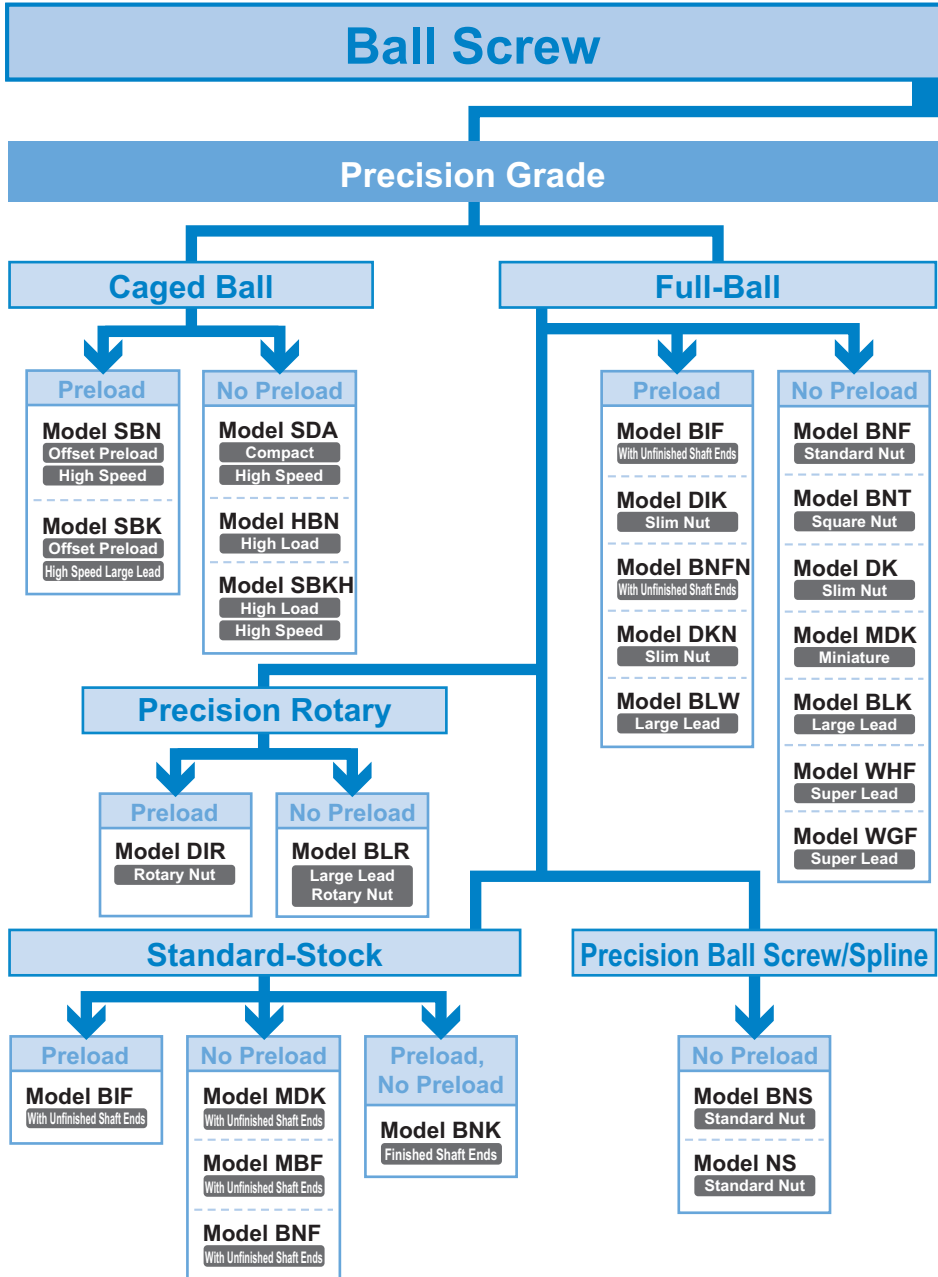 Ball Screw
Precision Grade
Caged Ball
Preload
Model SBN
Offset Preload
High Speed
Model SBK
Offset Preload
High Speed Large Lead
No Preload
Model SDA
Compact
High Speed
Model HBN
High Load
Model SBKH
High Load
High Speed
Full-Ball
Preload
Model BIF
With Unfinished Shaft Ends
Model DIK
Slim Nut
Model BNFN
With Unfinished Shaft Ends
Model DKN
Slim Nut
Model BLW
Large Lead
No Preload
Model BNF
Standard Nut
Model BNT
Square Nut
Model DK
Slim Nut
Model MDK
Miniature
Model BLK
Large Lead
Model WHF
Super Lead
Model WGF
Super Lead
Precision Rotary
Preload
Model DIR
Rotary Nut
No Preload
Model BLR
Large Lead
Rotary Nut
Standard-Stock
Preload
Model BIF
With Unfinished Shaft Ends
No Preload
Model MDK
With Unfinished Shaft Ends
Model MBF
With Unfinished Shaft Ends
Model BNF
With Unfinished Shaft Ends
Preload,
No Preload
Model BNK
Finished Shaft Ends
Precision Ball Screw/Spline
No Preload
Model BNS
Standard Nut
Model NS
Standard Nut